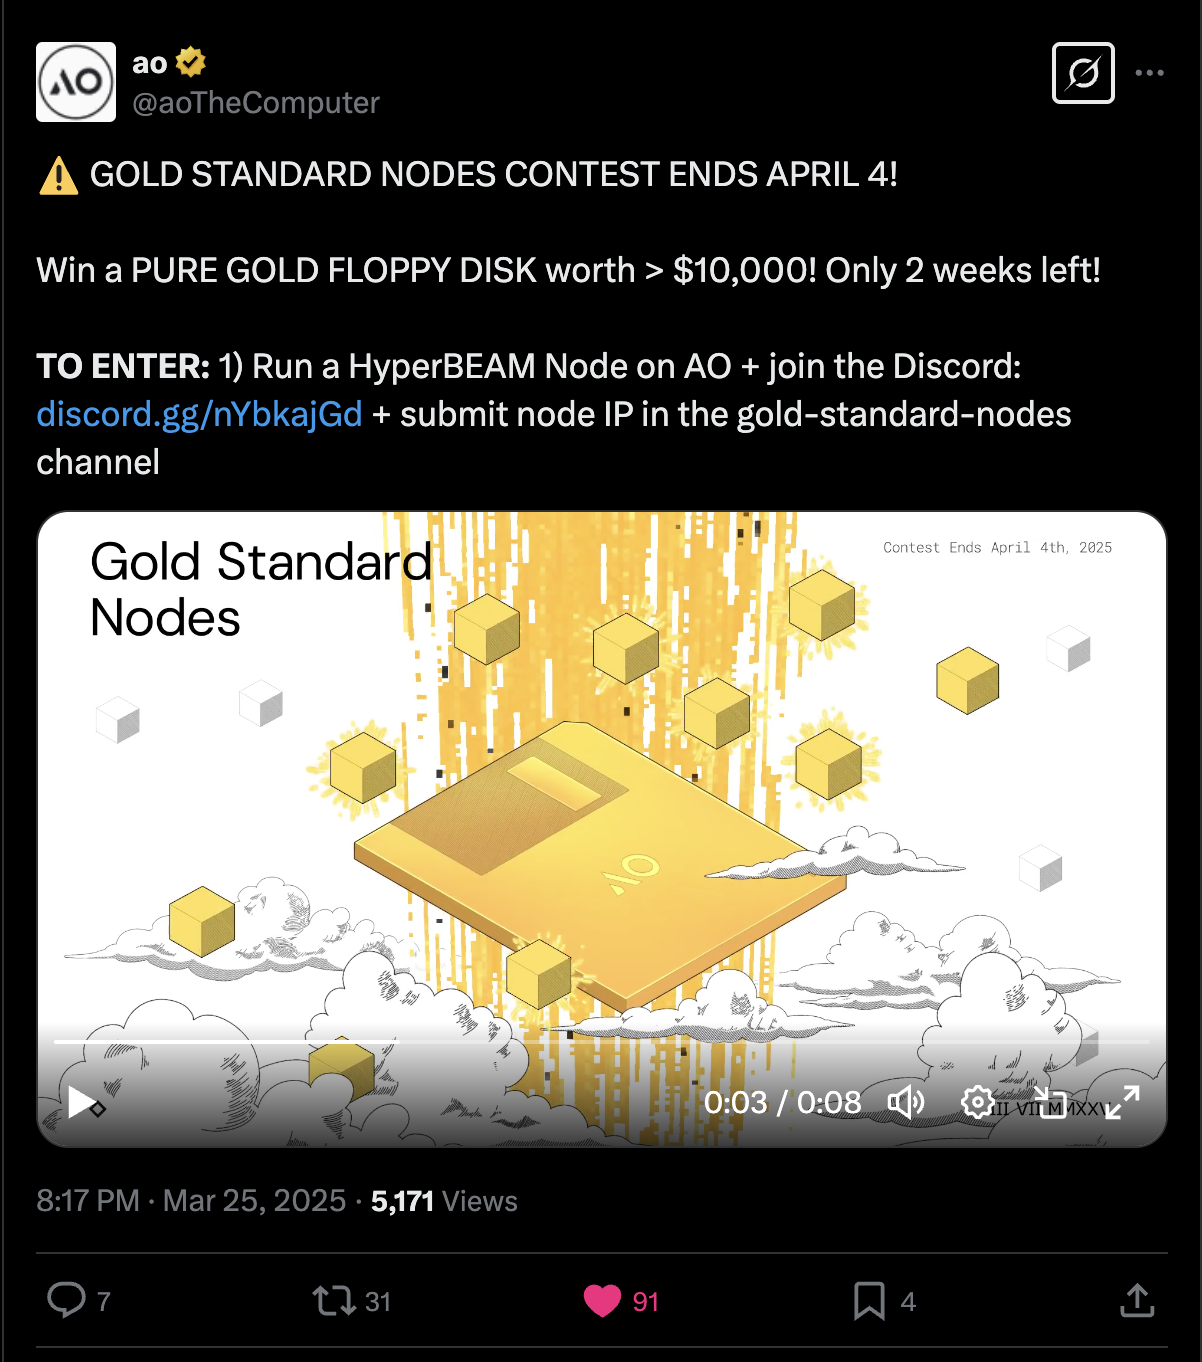 AO
ao
@aoTheComputer
⚠️ GOLD STANDARD NODES CONTEST ENDS APRIL 4!
Win a PURE GOLD FLOPPY DISK worth > $10,000! Only 2 weeks left!
TO ENTER: 1) Run a HyperBEAM Node on AO + join the Discord:
discord.gg/nYbkajGd + submit node IP in the gold-standard-nodes
channel
Gold Standard
Nodes
Contest Ends April 4th, 2025
AO
0:03 / 0:08
8:17 PM · Mar 25, 2025 · 5,171 Views
7
31
91
4